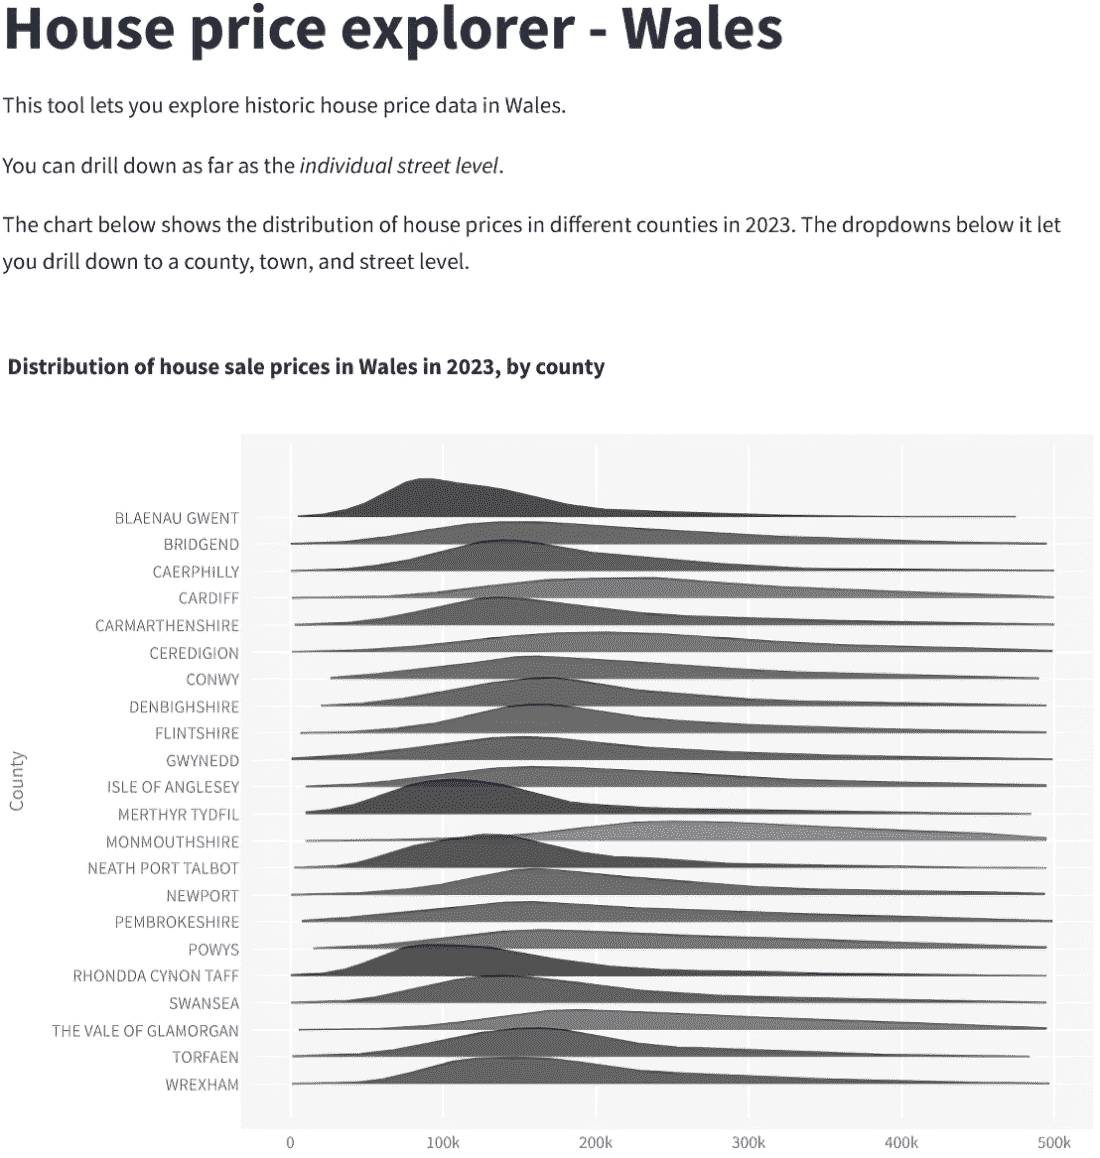 House price explorer - Wales
This tool lets you explore historic house price data in Wales.
You can drill down as far as the individual street level.
The chart below shows the distribution of house prices in different counties in 2023. The dropdowns below it let
you drill down to a county, town, and street level.
Distribution of house sale prices in Wales in 2023, by county
County
BLAENAU GWENT
BRIDGEND
CAERPHILLY
CARDIFF
CARMARTHENSHIRE
CEREDIGION
CONWY
DENBIGHSHIRE
FLINTSHIRE
GWYNEDD
ISLE OF ANGLESEY
MERTHYR TYDFIL
MONMOUTHSHIRE
NEATH PORT TALBOT
NEWPORT
PEMBROKESHIRE
POWYS
RHONDDA CYNON TAFF
SWANSEA
THE VALE OF GLAMORGAN
TORFAEN
WREXHAM
0 100k 200k 300k 400k 500k